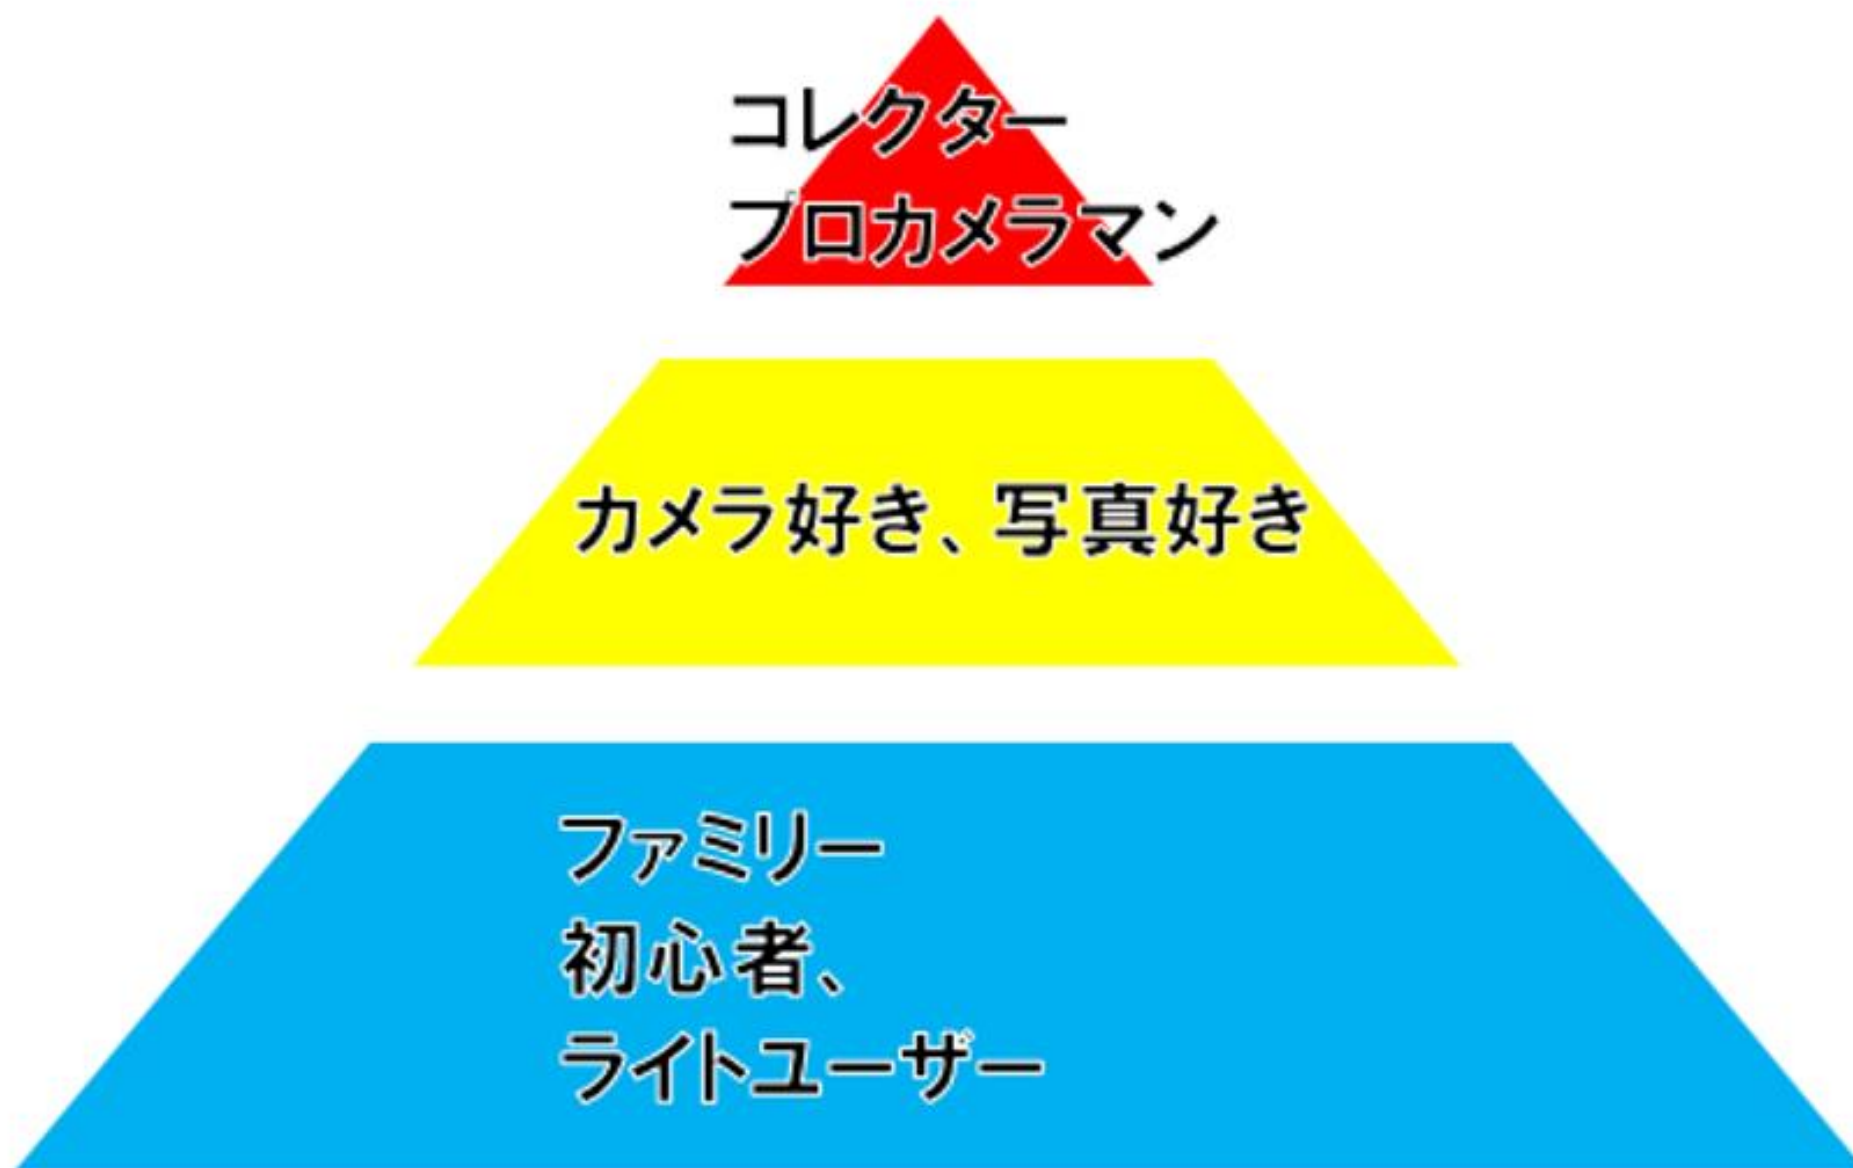 コレクター
プロカメラマン
カメラ好き、写真好き
ファミリー
初心者、
ライトユーザー